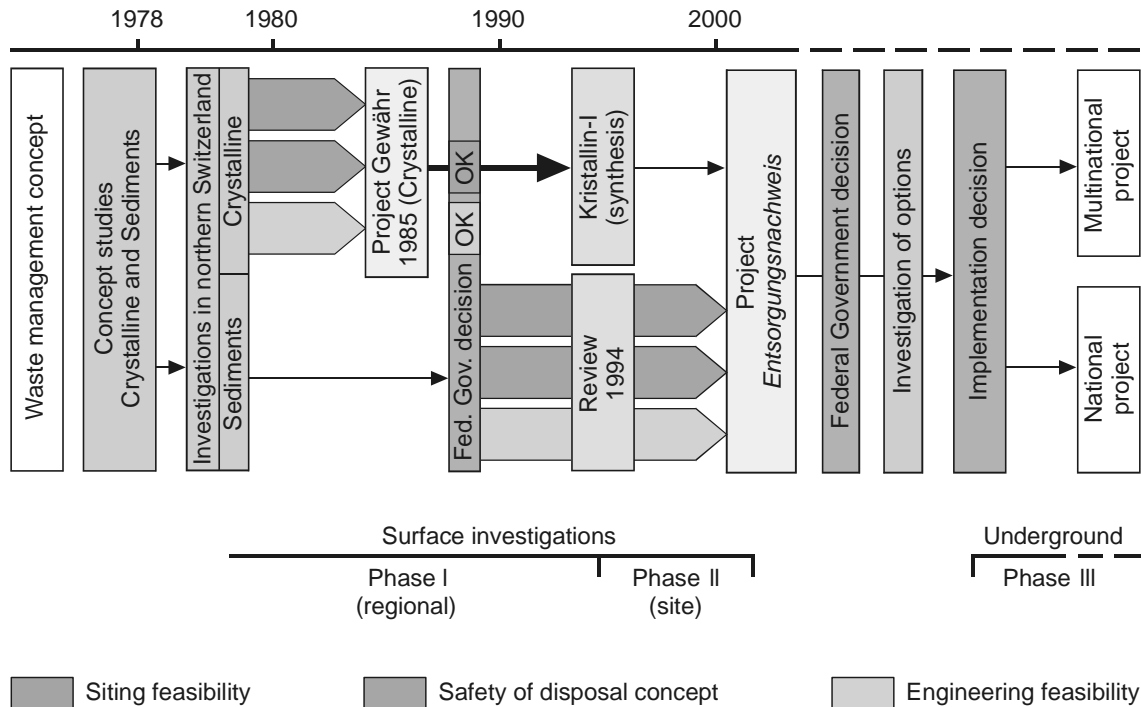 1978
1980
1990
2000
Waste management concept
Concept studies
Crystalline and Sediments
Investigations in northern Switzerland
Crystalline
Sediments
Project Gewähr
1985 (Crystalline)
OK
OK
Fed. Gov. decision
Kristallin-I
(synthesis)
Review
1994
Project
Entsorgungsnachweis
Federal Government decision
Investigation of options
Implementation decision
Multinational
project
National
project
Surface investigations
Underground
Phase I
(regional)
Phase II
(site)
Phase III
Siting feasibility
Safety of disposal concept
Engineering feasibility